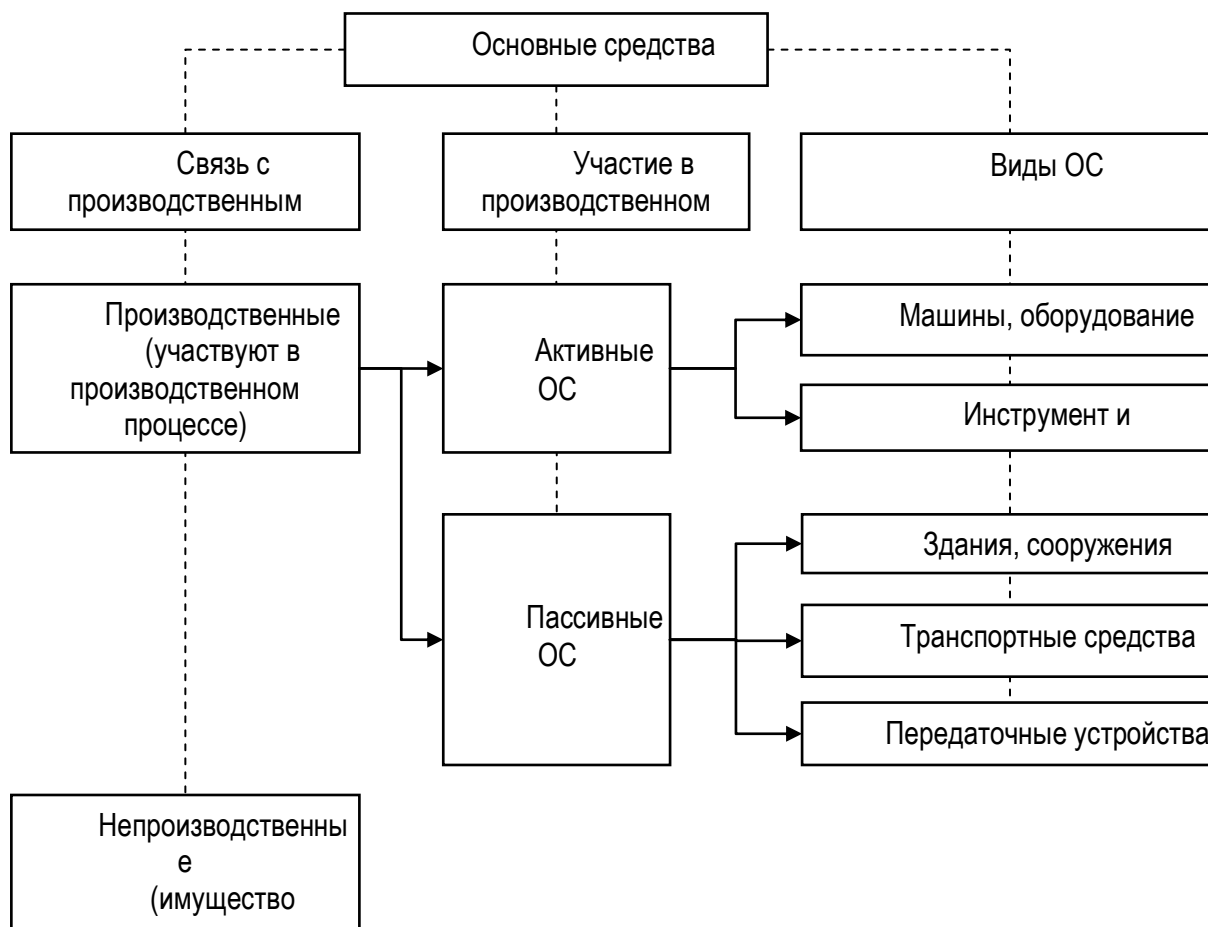 Основные средства
Связь с
производственным
Участие в
производственном
Виды ОС
Производственные
(участвуют в
производственном
процессе)
Активные
ОС
Машины, оборудование
Инструмент и
Пассивные
ОС
Здания, сооружения
Транспортные средства
Передаточные устройства
Непроизводственны
е
(имущество